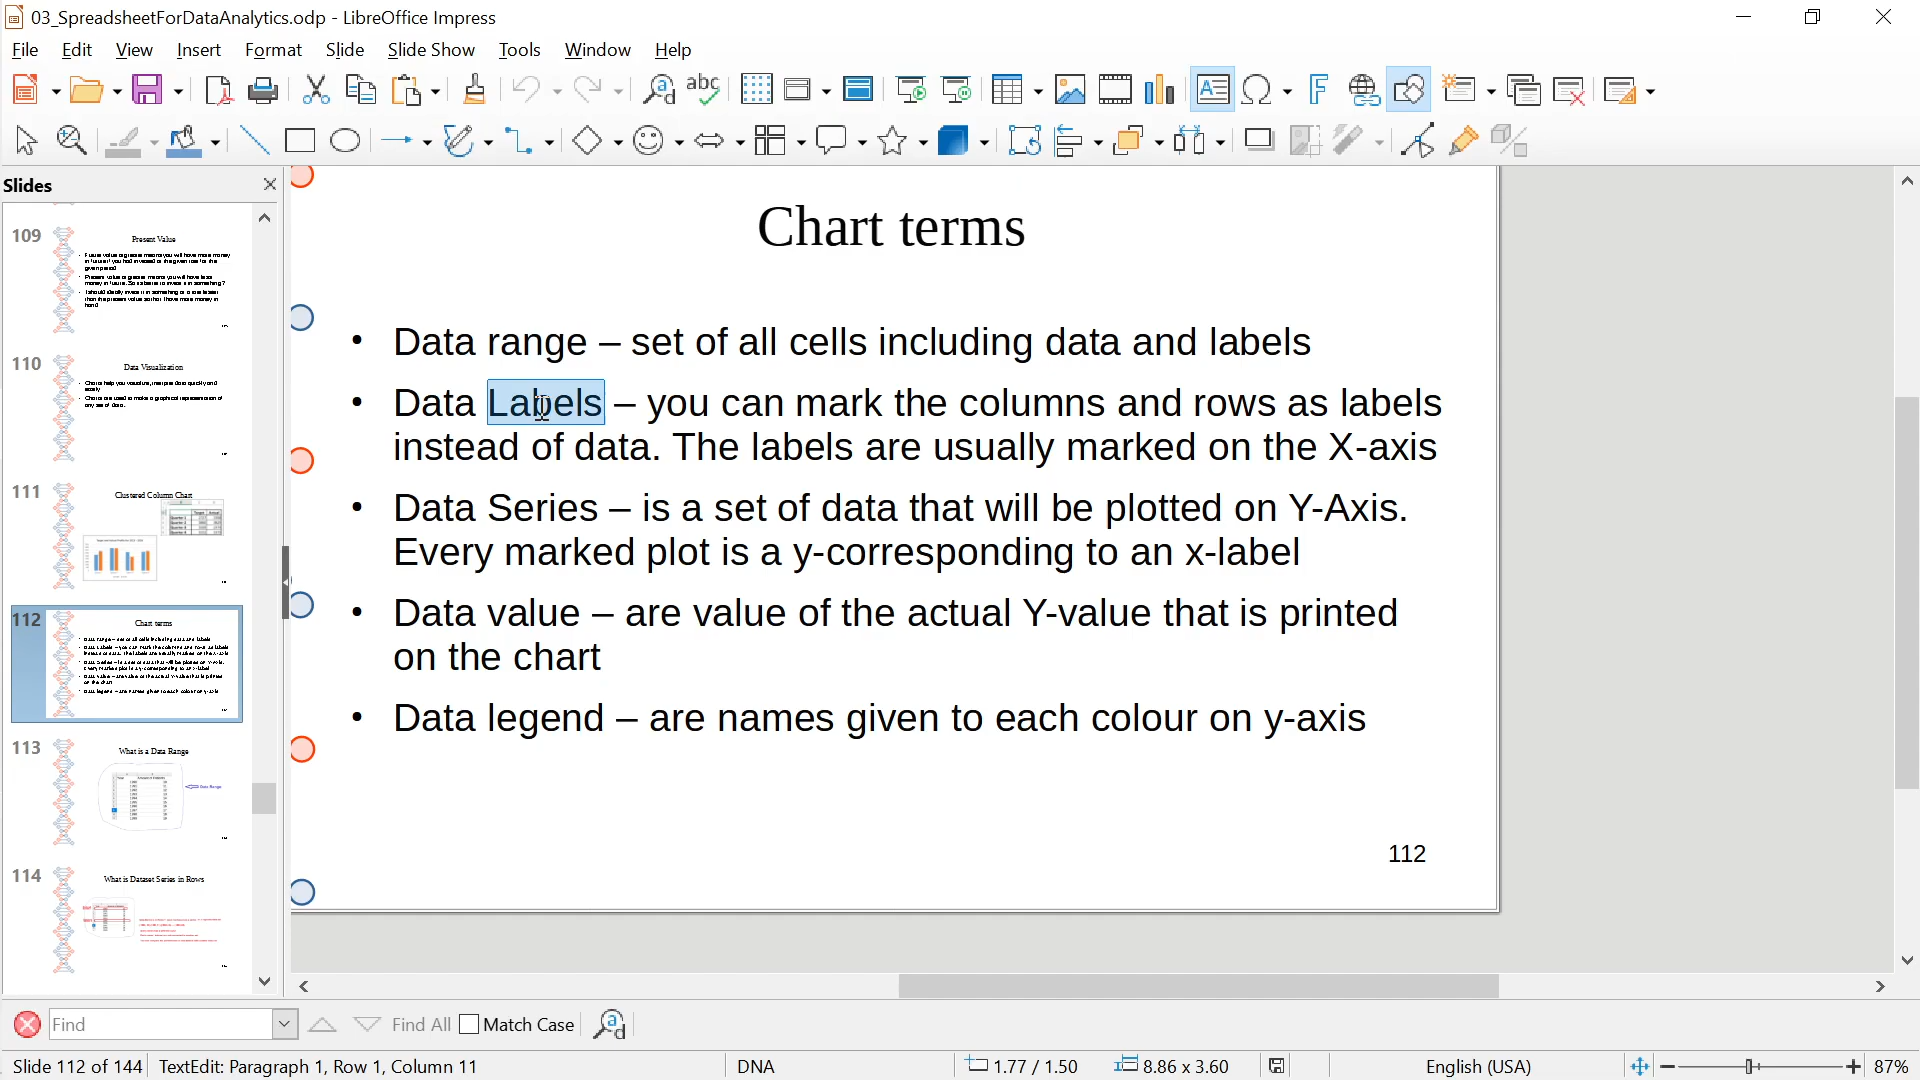 03_SpreadsheetForDataAnalytics.odp - LibreOffice Impress
File Edit View Insert Format Slide Slide Show Tools Window Help
Slides
109
Present Value
110
Data Visualization
111
Clustered Column Chart
112
Chart terms
113
What is a Data Range
Data Range
114
What is Dataset Series in Rows
Chart terms
• Data range – set of all cells including data and labels
• Data Labels – you can mark the columns and rows as labels
instead of data. The labels are usually marked on the X-axis
• Data Series – is a set of data that will be plotted on Y-Axis.
Every marked plot is a y-corresponding to an x-label
• Data value – are value of the actual Y-value that is printed
on the chart
• Data legend – are names given to each colour on y-axis
112
Find Find All Match Case
Slide 112 of 144 TextEdit: Paragraph 1, Row 1, Column 11 DNA 1.77 / 1.50 8.86 x 3.60 English (USA) 87%